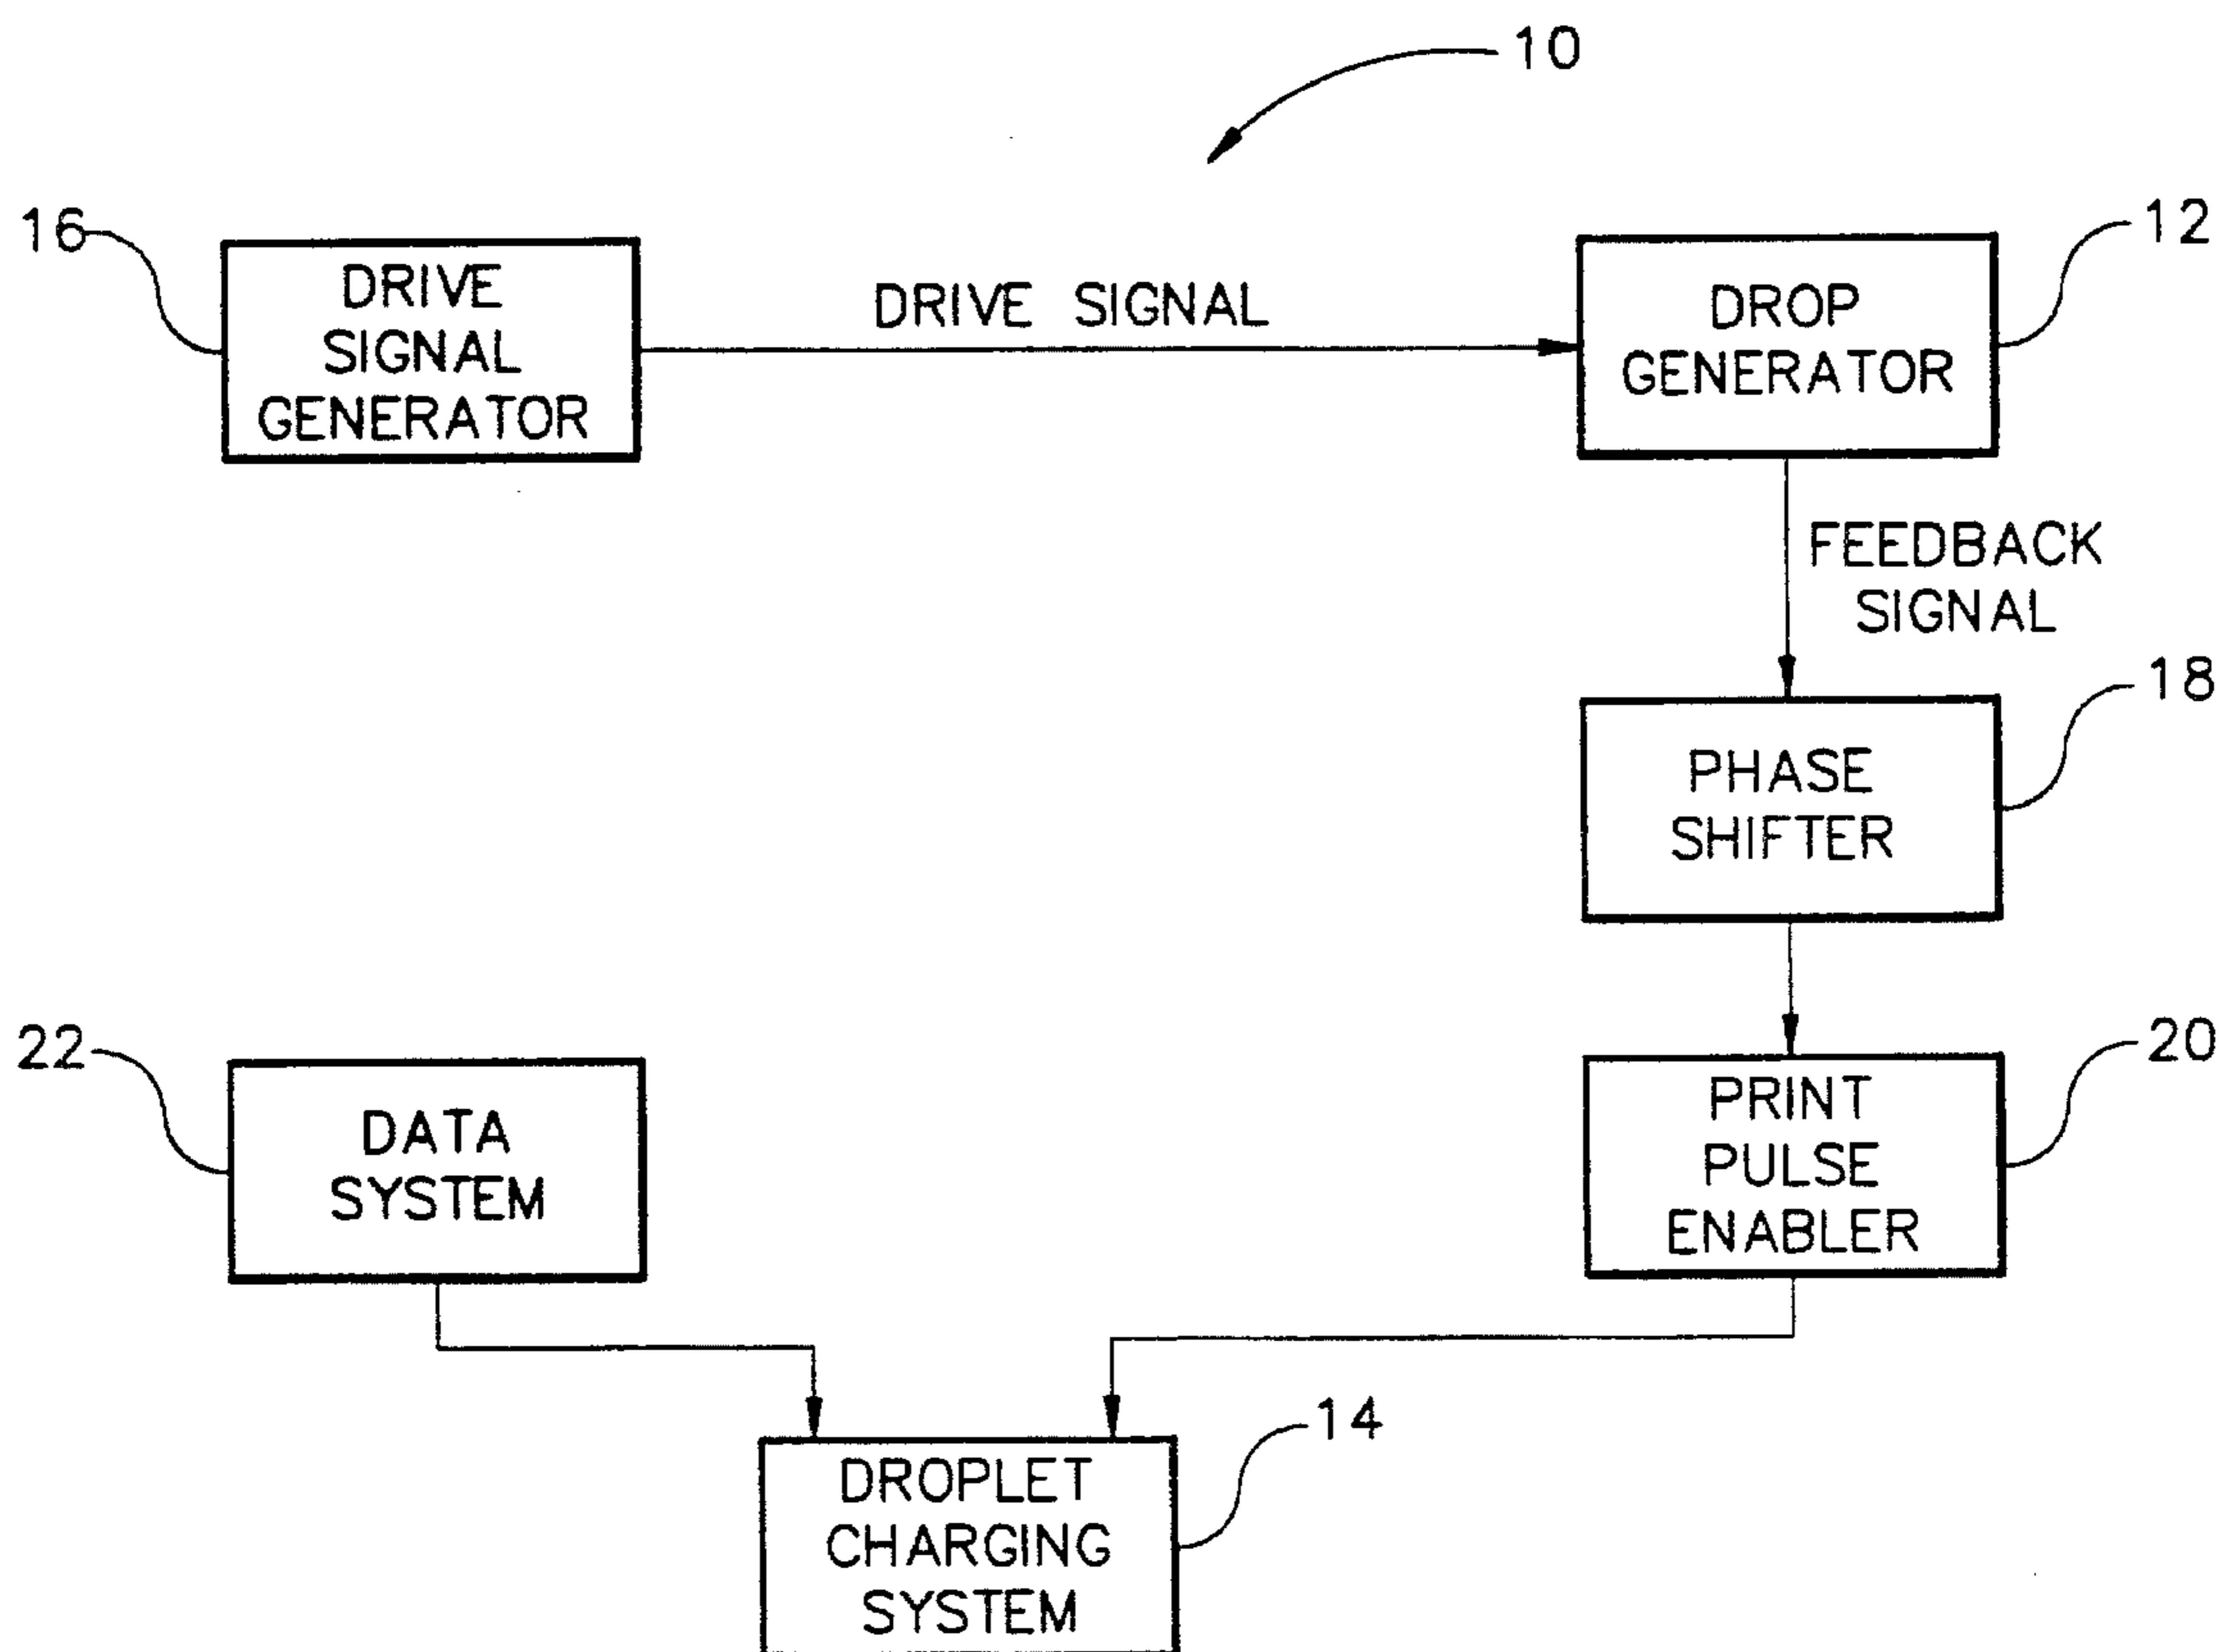 10
16
DRIVE
SIGNAL
GENERATOR
DRIVE SIGNAL
DROP
GENERATOR
12
FEEDBACK
SIGNAL
18
PHASE
SHIFTER
22
DATA
SYSTEM
20
PRINT
PULSE
ENABLER
14
DROPLET
CHARGING
SYSTEM